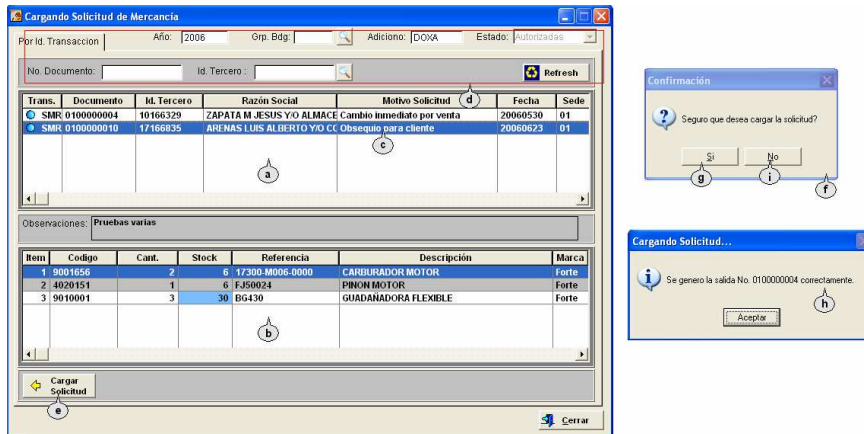 Cargando Solicitud de Mercancía
Por Id. Transaccion
Año: 2006 Grp. Bdg: Adiciono: DOXA Estado: Autorizadas
No. Documento: Id. Tercero : Refresh
d
Trans. Documento Id. Tercero Razón Social Motivo Solicitud Fecha Sede
SMR 0100000004 10166329 ZAPATA M JESUS Y/O ALMACE Cambio inmediato por venta 20060530 01
SMR 0100000010 17166835 ARENAS LUIS ALBERTO Y/O CC Obsequio para cliente 20060623 01
c
a
Observaciones: Pruebas varias
Item Codigo Cant. Stock Referencia Descripción Marca
1 9001656 2 6 17300-M006-0000 CARBURADOR MOTOR Forte
2 4020151 1 6 FJ50024 PINON MOTOR Forte
3 9010001 3 30 BG430 GUADAÑADORA FLEXIBLE Forte
b
Cargar
Solicitud
e
Cerrar
Confirmación
Seguro que desea cargar la solicitud?
Si No
g i f
Cargando Solicitud...
Se genero la salida No. 0100000004 correctamente.
h
Aceptar